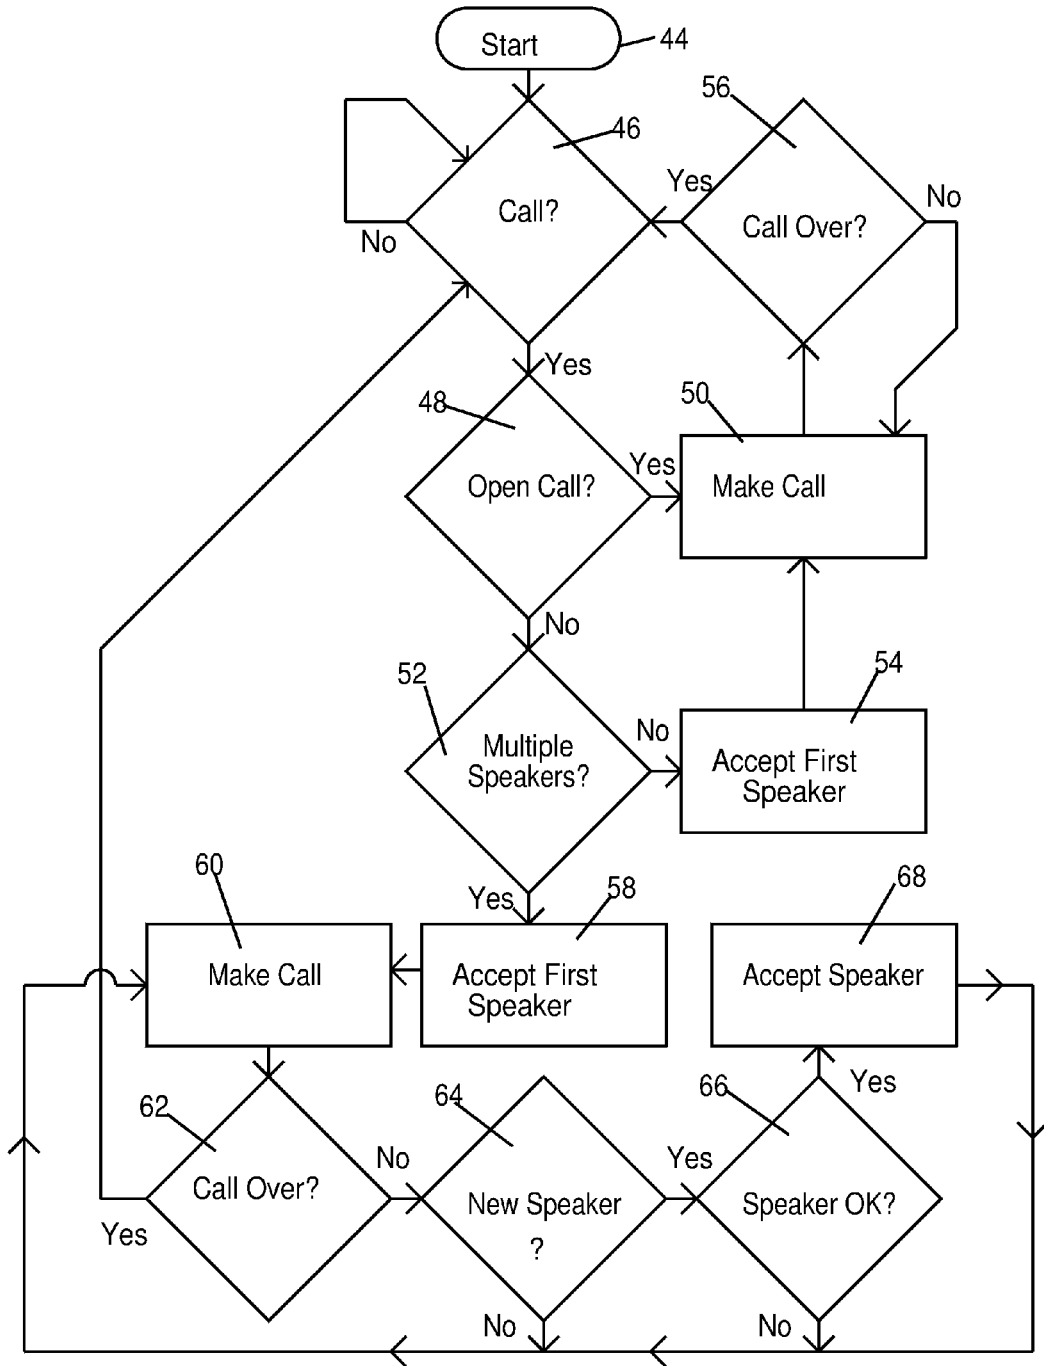 Start
44
56
46
Yes
No
Call?
Call Over?
No
Yes
50
48
Yes
Open Call?
Make Call
No
52
54
No
Multiple
Speakers?
Accept First
Speaker
60
58
68
Yes
Make Call
Accept First
Speaker
Accept Speaker
62
64
66
Yes
No
Yes
Call Over?
New Speaker
?
Speaker OK?
Yes
No
No